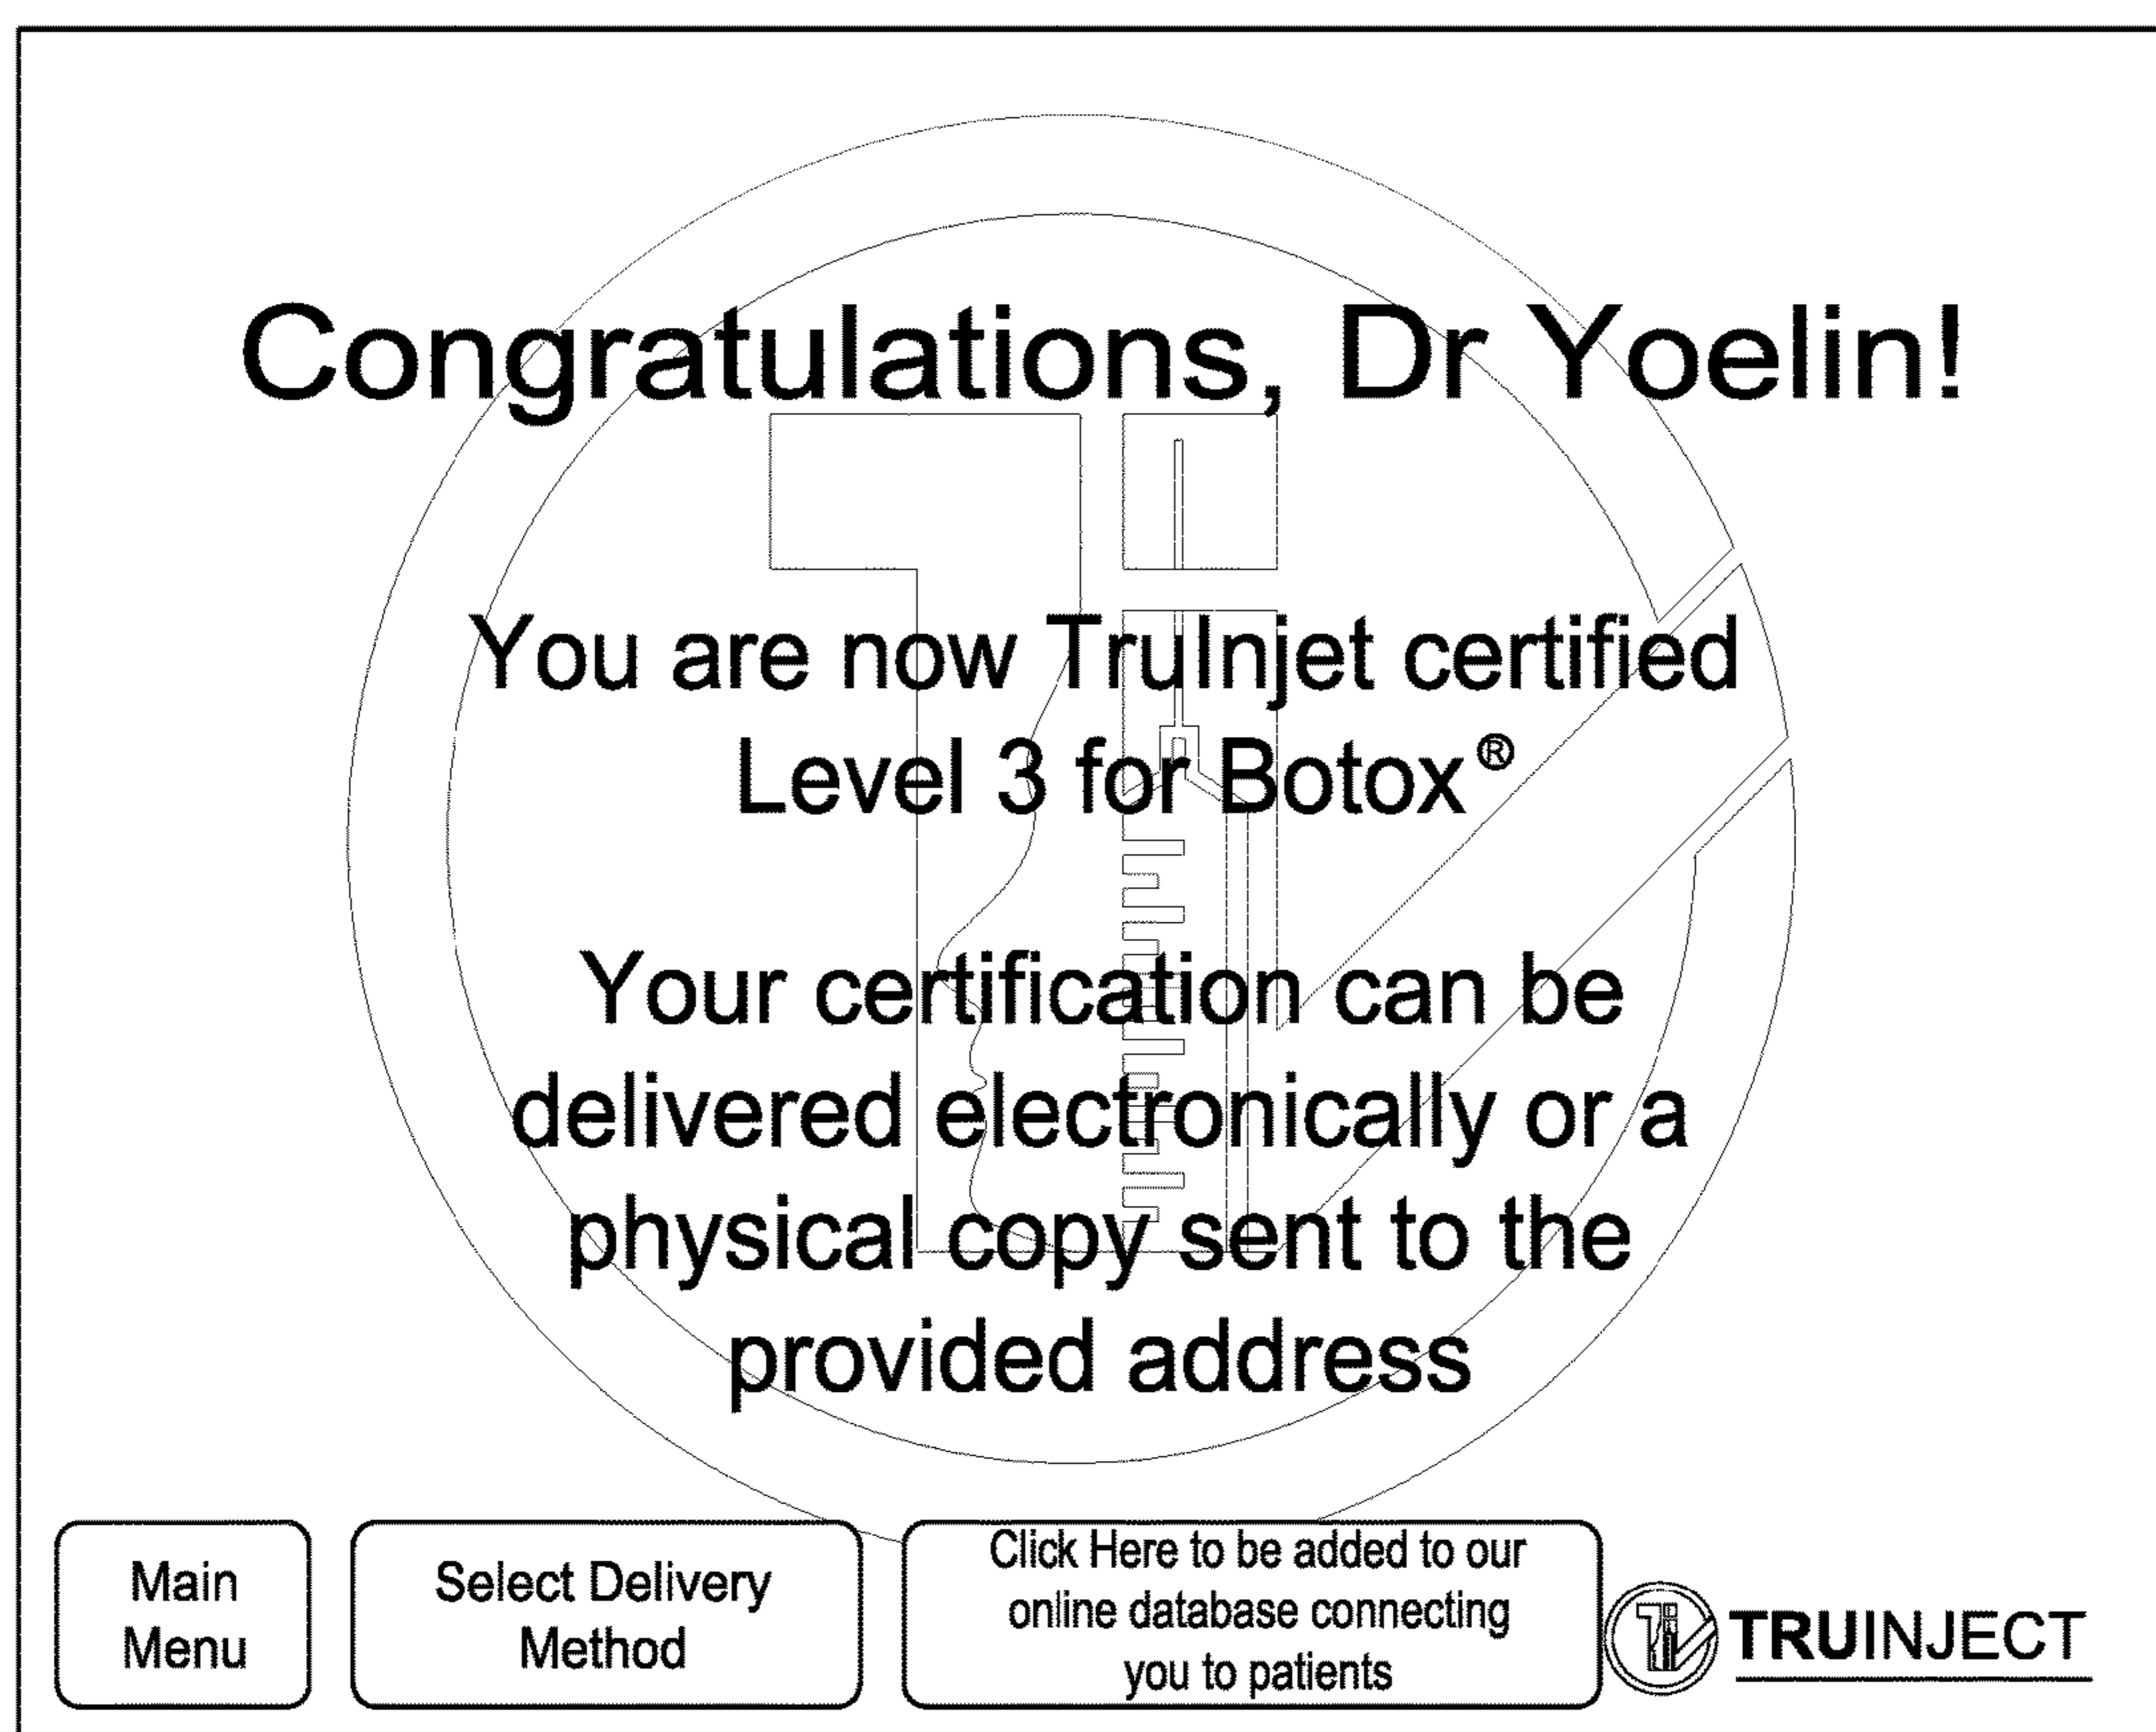 Congratulations, Dr Yoelin!
You are now TruInjet certified
Level 3 for Botox®
Your certification can be
delivered electronically or a
physical copy sent to the
provided address
Main
Menu
Select Delivery
Method
Click Here to be added to our
online database connecting
you to patients
TRUINJECT